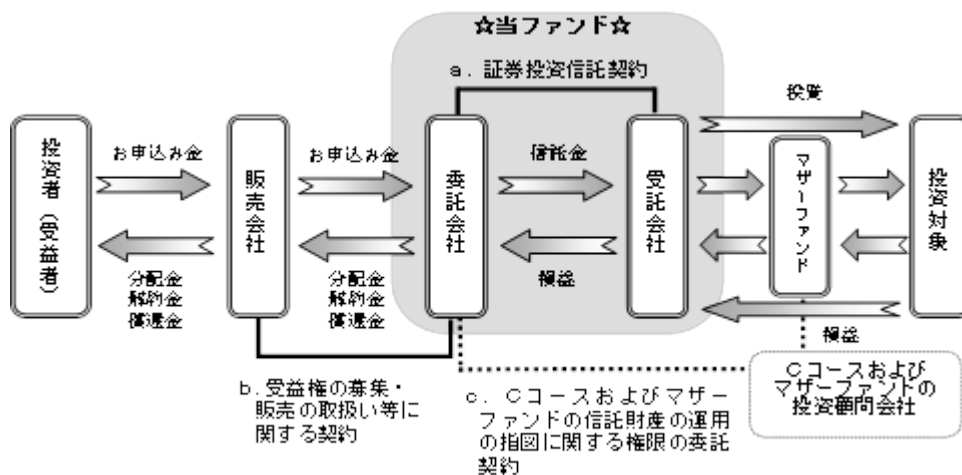 ☆当ファンド☆
a．証券投資信託契約
投資者（受益者）
お申込み金
分配金
解約金
償還金
販売会社
お申込み金
分配金
解約金
償還金
委託会社
信託金
損益
受託会社
投資
マザーファンド
損益
投資対象
b．受益権の募集・
販売の取扱い等に
関する契約
c．Cコースおよびマザー
ファンドの信託財産の運用
の指図に関する権限の委託
契約
Cコースおよび
マザーファンドの
投資顧問会社